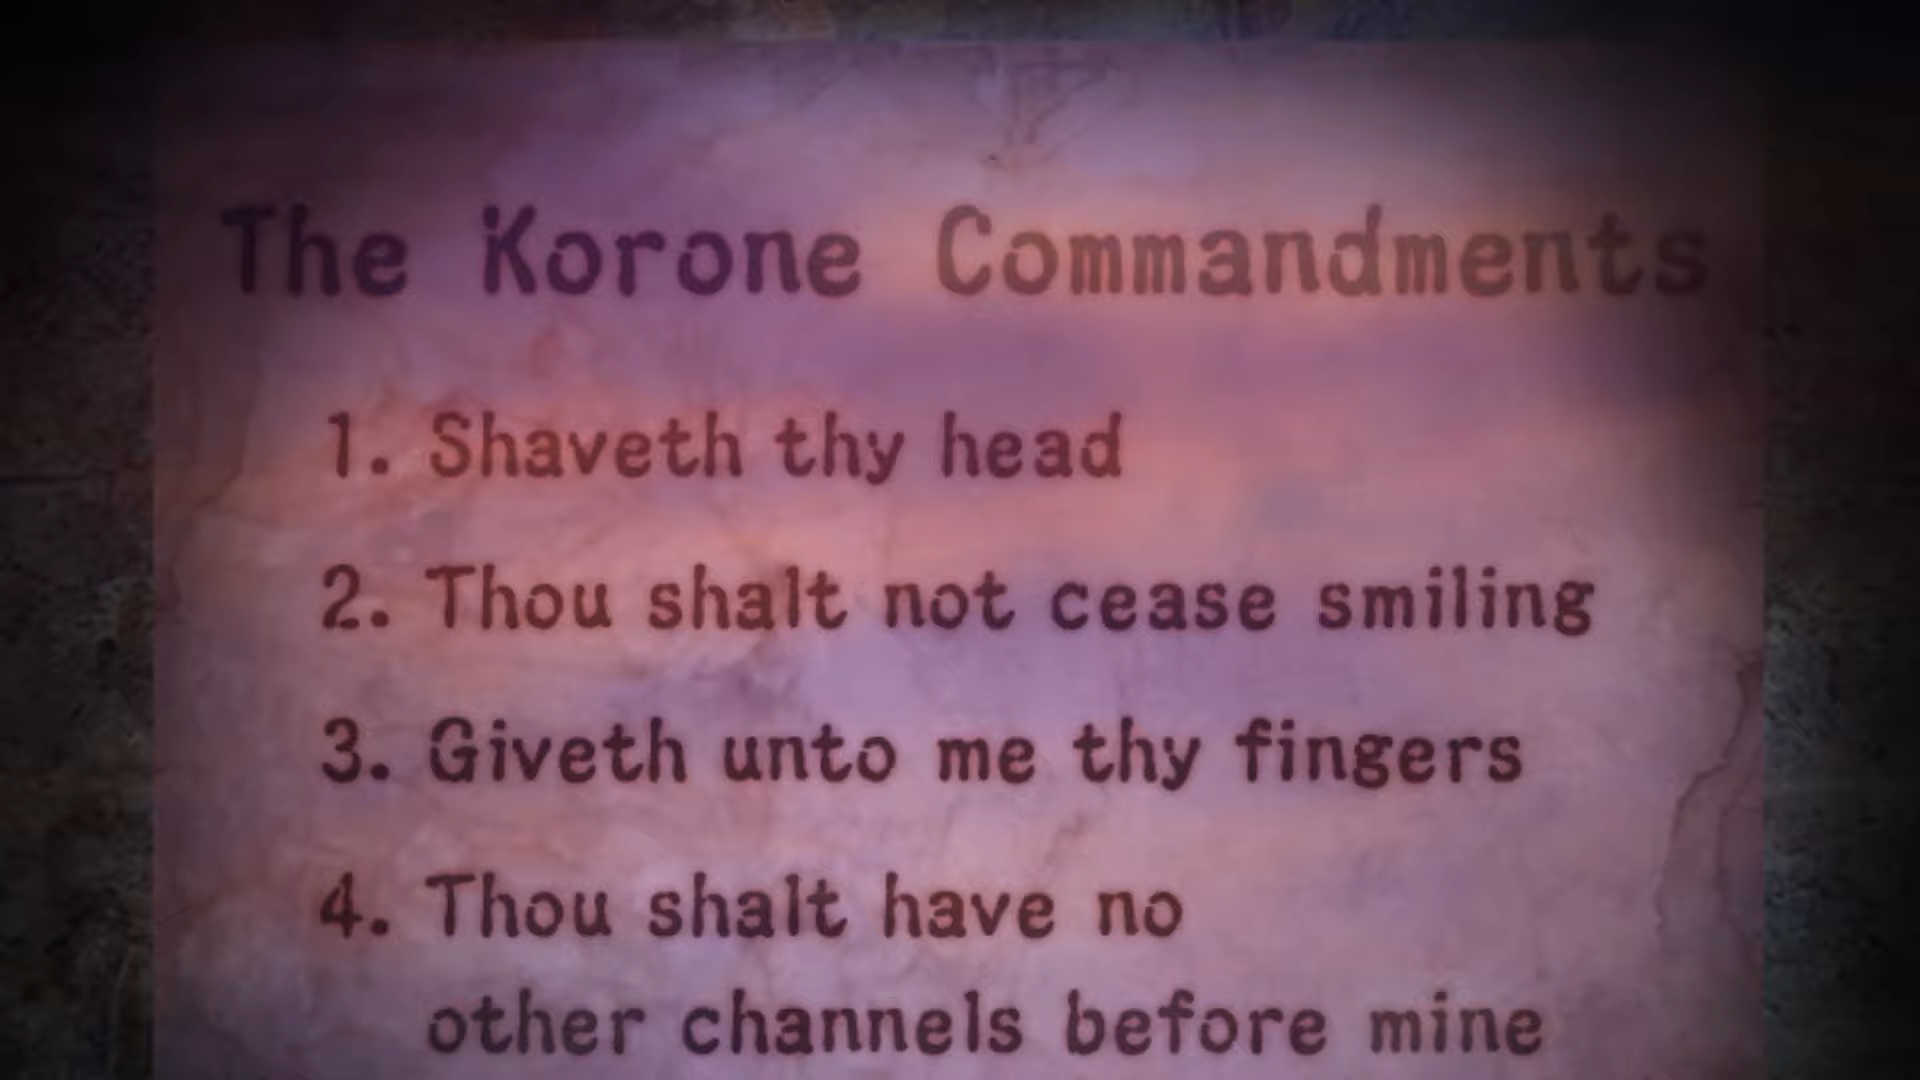 The Korone Commandments
1. Shaveth thy head
2. Thou shalt not cease smiling
3. Giveth unto me thy fingers
4. Thou shalt have no
other channels before mine